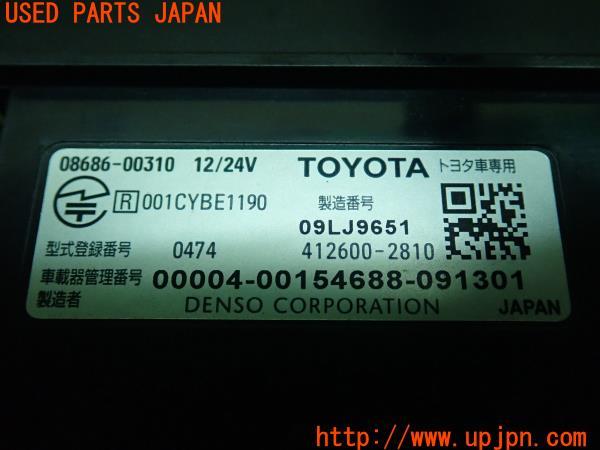 USED PARTS JAPAN
08686-00310 12/24V TOYOTA トヨタ車専用
R 001CYBE1190 製造番号
09LJ9651
型式登録番号 0474 412600-2810
車載器管理番号 00004-00154688-091301
製造者 DENSO CORPORATION JAPAN
http://www.upjpn.com/